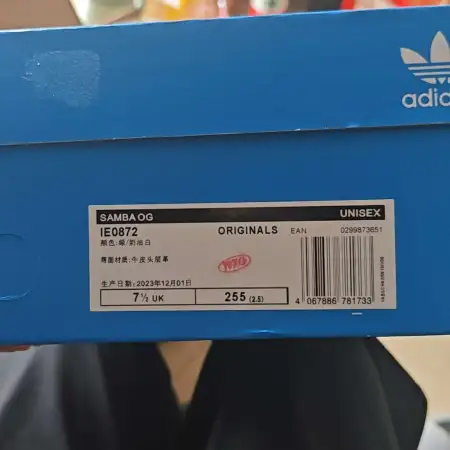 adidas
SAMBA OG UNISEX
IE0872 ORIGINALS EAN 0299873651
颜色:绿/奶油白
帮面材质:牛皮头层革
生产日期:2023年12月01日
7½ UK 255 (2.5)
4 067886 781733